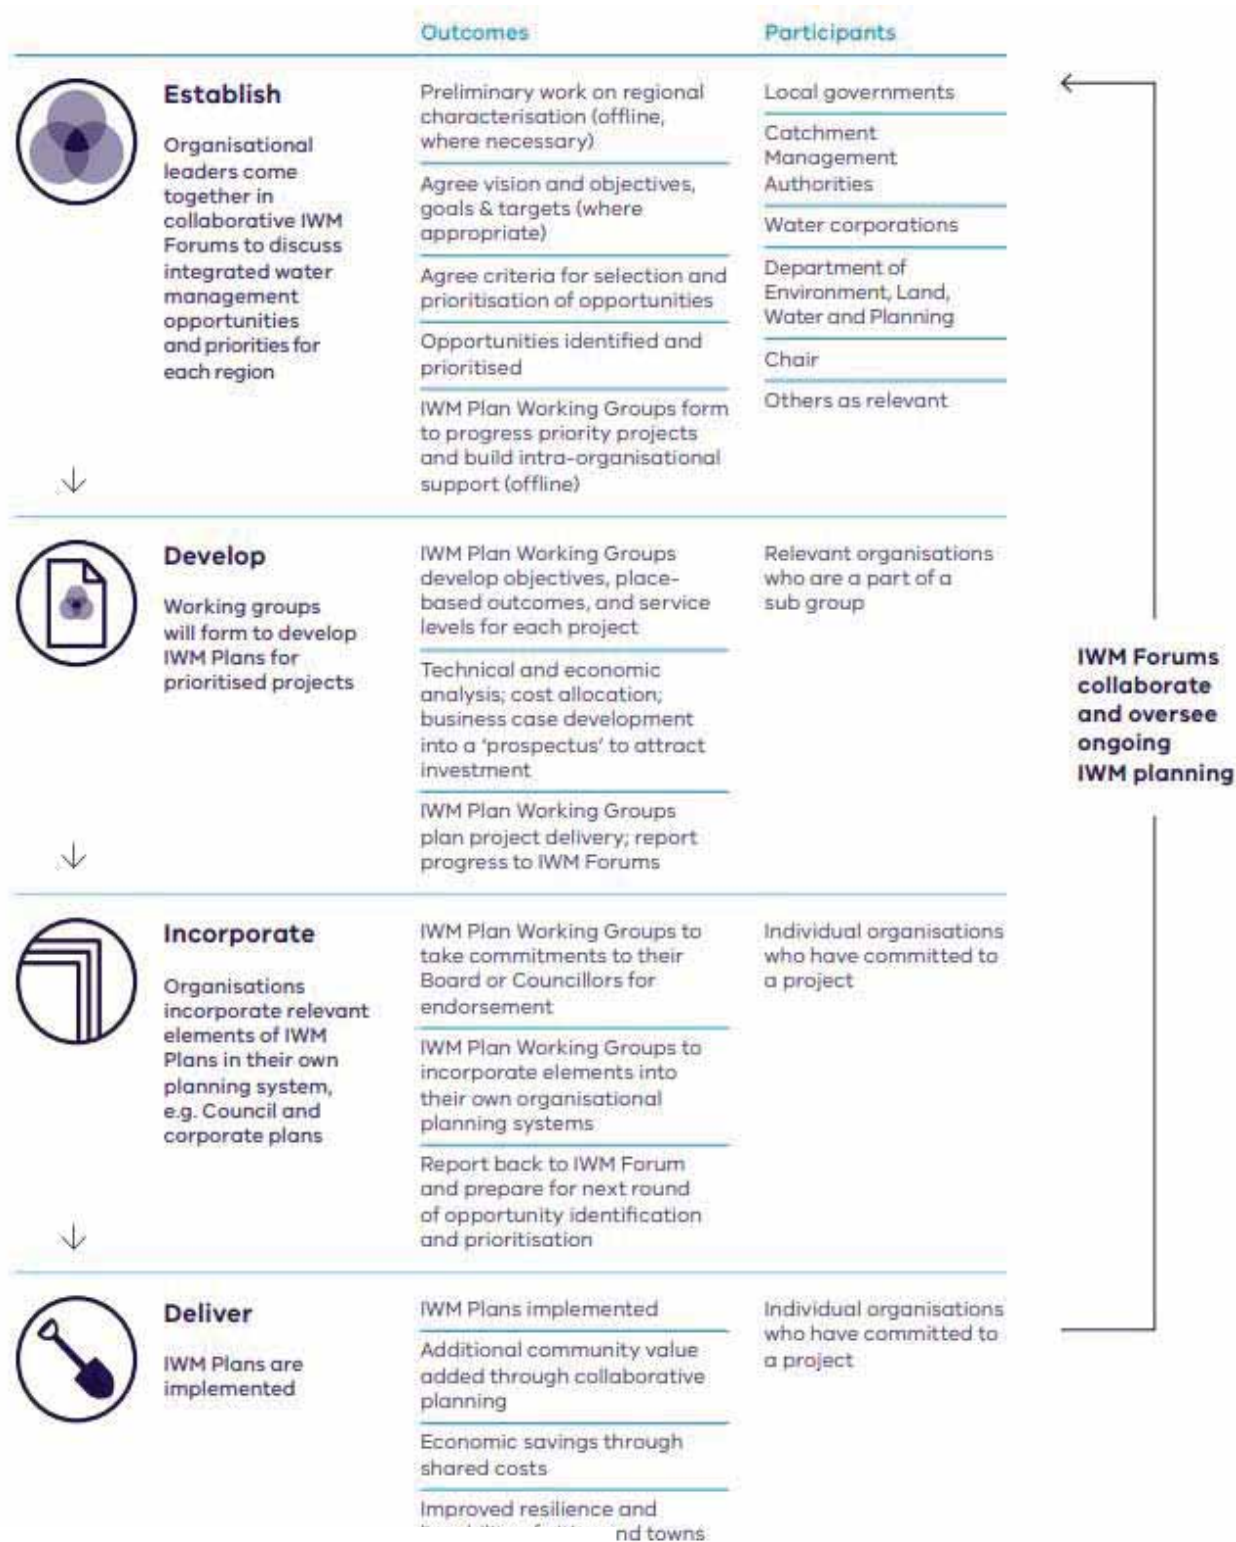 Outcomes
Participants
Establish
Organisational
leaders come
together in
collaborative IWM
Forums to discuss
integrated water
management
opportunities
and priorities for
each region
Preliminary work on regional
characterisation (offline,
where necessary)
Agree vision and objectives,
goals & targets (where
appropriate)
Agree criteria for selection and
prioritisation of opportunities
Opportunities identified and
prioritised
IWM Plan Working Groups form
to progress priority projects
and build intra-organisational
support (offline)
Local governments
Catchment
Management
Authorities
Water corporations
Department of
Environment, Land,
Water and Planning
Chair
Others as relevant
Develop
Working groups
will form to develop
IWM Plans for
prioritised projects
IWM Plan Working Groups
develop objectives, place-
based outcomes, and service
levels for each project
Technical and economic
analysis; cost allocation;
business case development
into a 'prospectus' to attract
investment
IWM Plan Working Groups
plan project delivery; report
progress to IWM Forums
Relevant organisations
who are a part of a
sub group
Incorporate
Organisations
incorporate relevant
elements of IWM
Plans in their own
planning system,
e.g. Council and
corporate plans
IWM Plan Working Groups to
take commitments to their
Board or Councillors for
endorsement
IWM Plan Working Groups to
incorporate elements into
their own organisational
planning systems
Report back to IWM Forum
and prepare for next round
of opportunity identification
and prioritisation
Individual organisations
who have committed to
a project
Deliver
IWM Plans are
implemented
IWM Plans implemented
Additional community value
added through collaborative
planning
Economic savings through
shared costs
Improved resilience and
nd towns
Individual organisations
who have committed to
a project
IWM Forums
collaborate
and oversee
ongoing
IWM planning